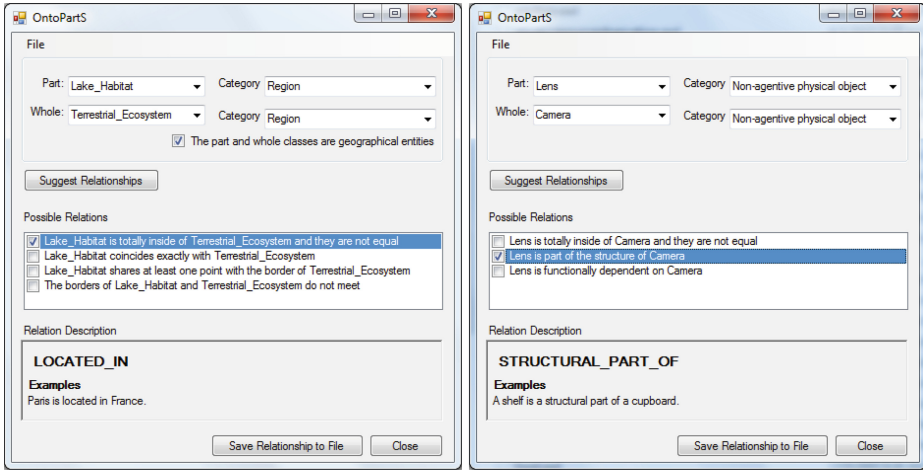 OntoPartS
File
Part: Lake_Habitat Category Region
Whole: Terrestrial_Ecosystem Category Region
The part and whole classes are geographical entities
Suggest Relationships
Possible Relations
Lake_Habitat is totally inside of Terrestrial_Ecosystem and they are not equal
Lake_Habitat coincides exactly with Terrestrial_Ecosystem
Lake_Habitat shares at least one point with the border of Terrestrial_Ecosystem
The borders of Lake_Habitat and Terrestrial_Ecosystem do not meet
Relation Description
LOCATED_IN
Examples
Paris is located in France.
Save Relationship to File Close
OntoPartS
File
Part: Lens Category Non-agentive physical object
Whole: Camera Category Non-agentive physical object
Suggest Relationships
Possible Relations
Lens is totally inside of Camera and they are not equal
Lens is part of the structure of Camera
Lens is functionally dependent on Camera
Relation Description
STRUCTURAL_PART_OF
Examples
A shelf is a structural part of a cupboard.
Save Relationship to File Close